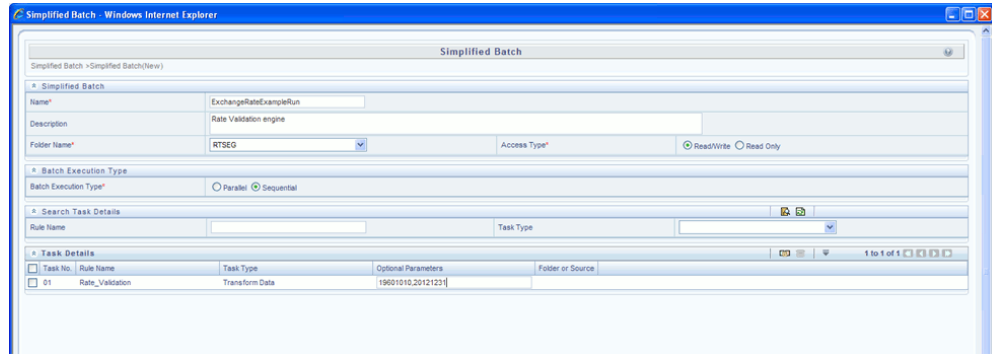 Simplified Batch - Windows Internet Explorer
Simplified Batch
Simplified Batch >Simplified Batch(New)
Simplified Batch
Name* ExchangeRateExampleRun
Description Rate Validation engine
Folder Name* RTSEG Access Type* Read/Write Read Only
Batch Execution Type
Batch Execution Type* Parallel Sequential
Search Task Details
Rule Name Task Type
Task Details 1 to 1 of 1
Task No. Rule Name Task Type Optional Parameters Folder or Source
01 Rate_Validation Transform Data 19601010,20121231